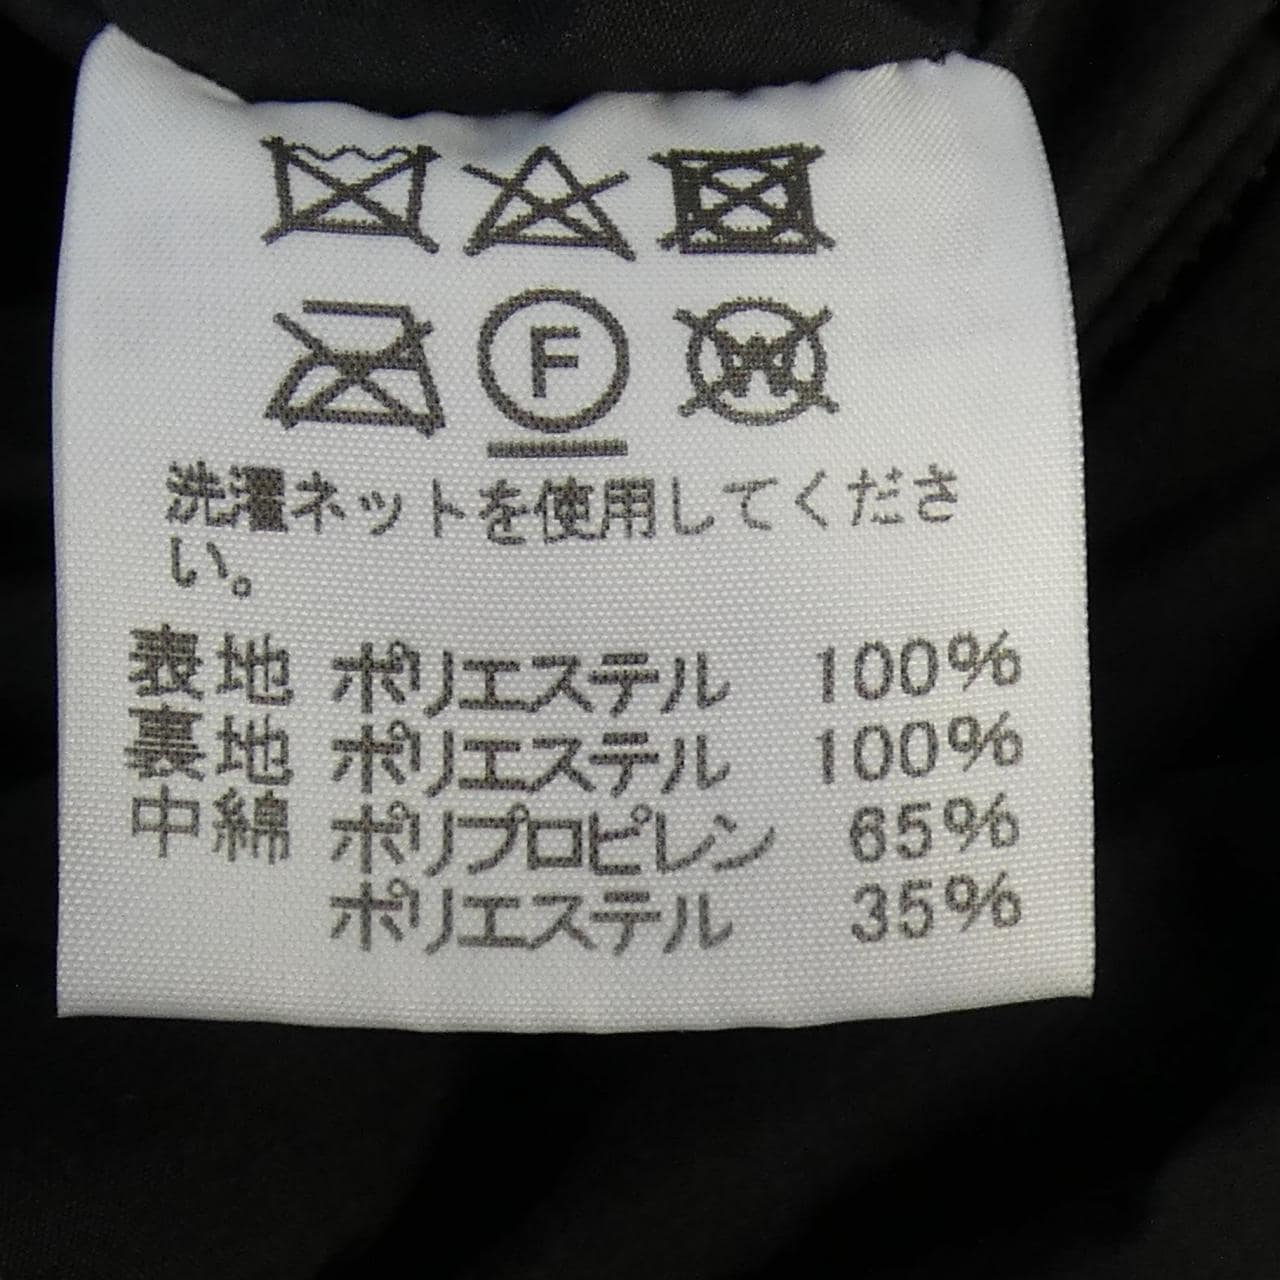 F W
洗濯ネットを使用してくださ
い。
表地 ポリエステル 100%
裏地 ポリエステル 100%
中綿 ポリプロピレン 65%
ポリエステル 35%